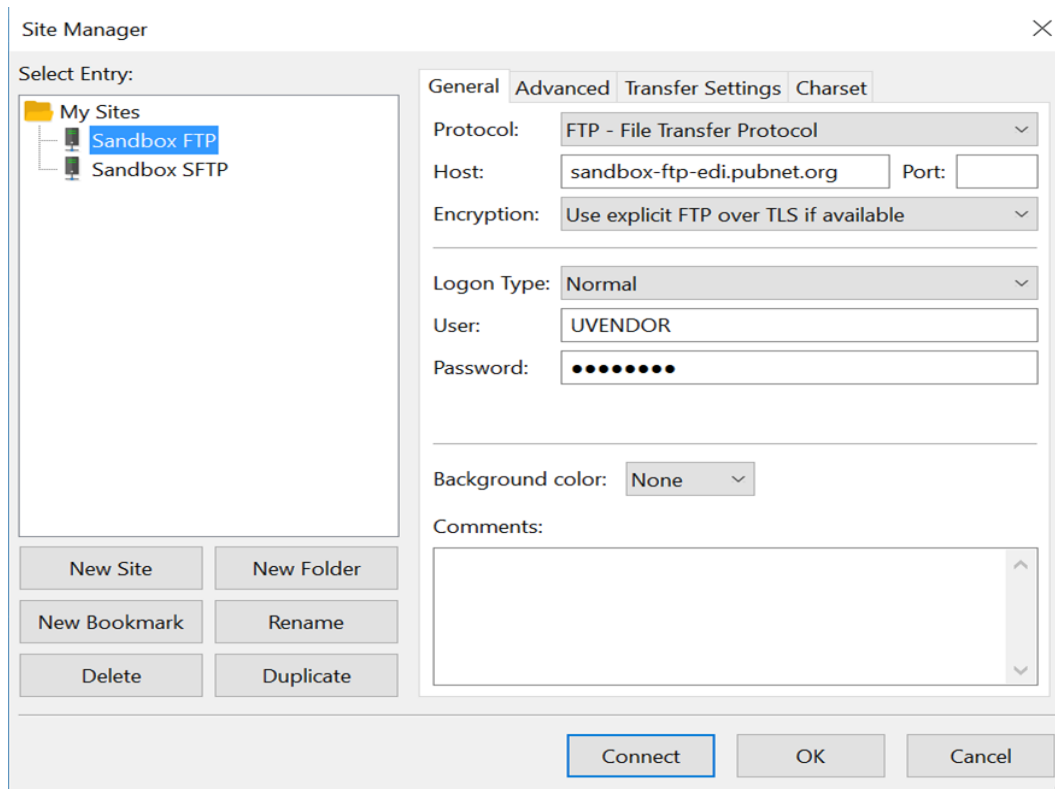 Site Manager
Select Entry:
My Sites
Sandbox FTP
Sandbox SFTP
New Site
New Folder
New Bookmark
Rename
Delete
Duplicate
General
Advanced
Transfer Settings
Charset
Protocol: FTP - File Transfer Protocol
Host: sandbox-ftp-edi.pubnet.org Port:
Encryption: Use explicit FTP over TLS if available
Logon Type: Normal
User: UVENDOR
Password: ●●●●●●●●
Background color: None
Comments:
Connect
OK
Cancel